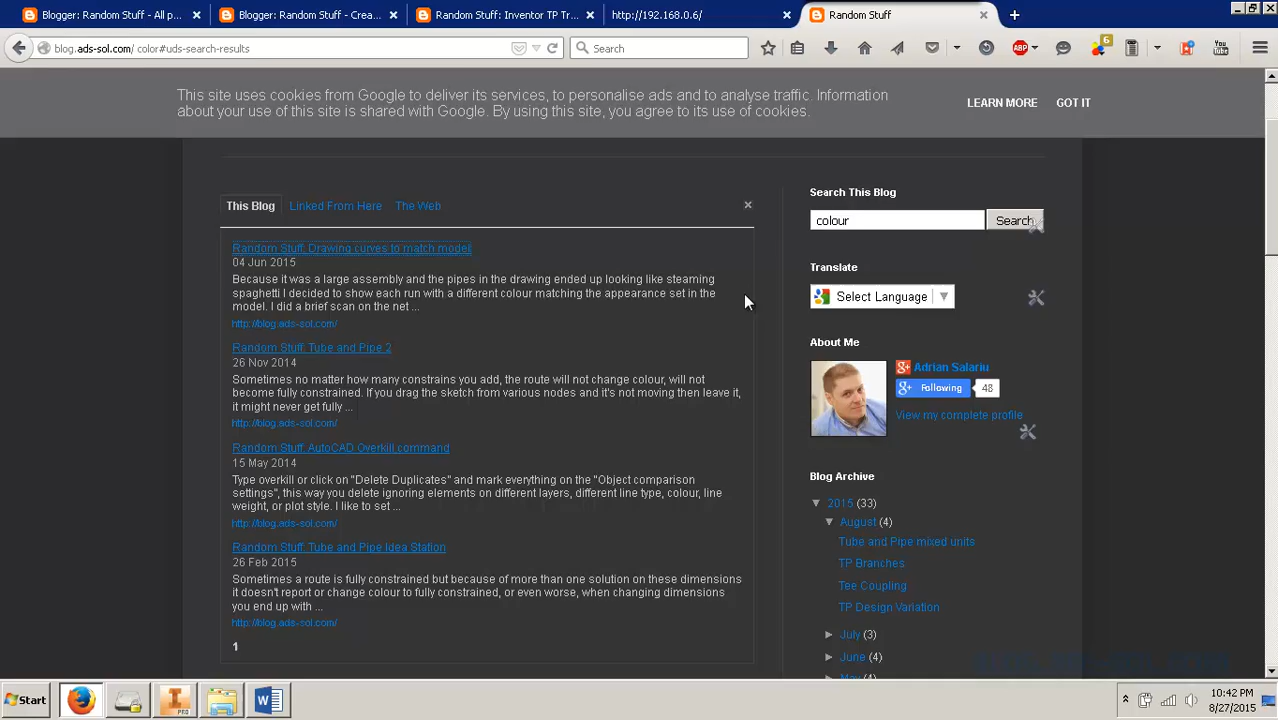 Blogger: Random Stuff - All p...
Blogger: Random Stuff - Crea...
Random Stuff: Inventor TP Tr...
http://192.168.0.6/
Random Stuff
blog.ads-sol.com/ color#uds-search-results
Search
ABP
6
You Tube
This site uses cookies from Google to deliver its services, to personalise ads and to analyse traffic. Information
about your use of this site is shared with Google. By using this site, you agree to its use of cookies.
LEARN MORE
GOT IT
This Blog
Linked From Here
The Web
Random Stuff: Drawing curves to match model
04 Jun 2015
Because it was a large assembly and the pipes in the drawing ended up looking like steaming
spaghetti I decided to show each run with a different colour matching the appearance set in the
model. I did a brief scan on the net ...
http://blog.ads-sol.com/
Random Stuff: Tube and Pipe 2
26 Nov 2014
Sometimes no matter how many constrains you add, the route will not change colour, will not
become fully constrained. If you drag the sketch from various nodes and it's not moving then leave it,
it might never get fully ...
http://blog.ads-sol.com/
Random Stuff: AutoCAD Overkill command
15 May 2014
Type overkill or click on "Delete Duplicates" and mark everything on the "Object comparison
settings", this way you delete ignoring elements on different layers, different line type, colour, line
weight, or plot style. I like to set ...
http://blog.ads-sol.com/
Random Stuff: Tube and Pipe Idea Station
26 Feb 2015
Sometimes a route is fully constrained but because of more than one solution on these dimensions
it doesn't report or change colour to fully constrained, or even worse, when changing dimensions
you end up with ...
http://blog.ads-sol.com/
1
Search This Blog
colour
Search
Translate
Select Language
About Me
Adrian Salariu
Following
48
View my complete profile
Blog Archive
2015 (33)
August (4)
Tube and Pipe mixed units
TP Branches
Tee Coupling
TP Design Variation
July (3)
June (4)
May
Start
PRO
W
10:42 PM
8/27/2015